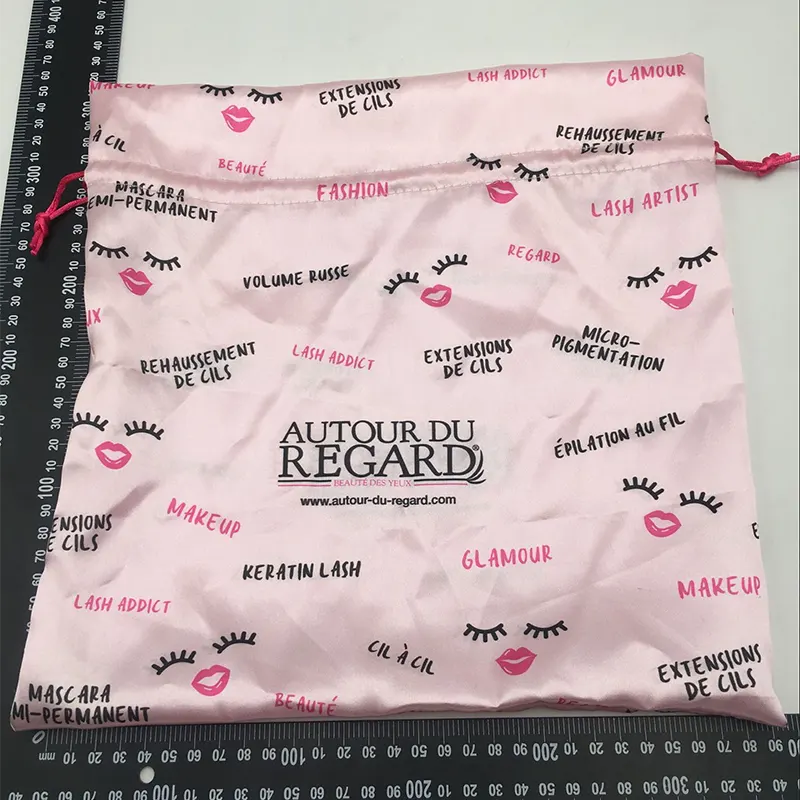 MAKEUP
EXTENSIONS
DE CILS
LASH ADDICT
GLAMOUR
À CIL
BEAUTÉ
REHAUSSEMENT
DE CILS
MASCARA
EMI-PERMANENT
FASHION
LASH ARTIST
VOLUME RUSSE
REGARD
UX
REHAUSSEMENT
DE CILS
LASH ADDICT
EXTENSIONS
DE CILS
MICRO-
PIGMENTATION
AUTOUR DU
REGARD®
BEAUTÉ DES YEUX
www.autour-du-regard.com
ÉPILATION AU FIL
ENSIONS
E CILS
MAKEUP
KERATIN LASH
GLAMOUR
MAKEUP
LASH ADDICT
CIL À CIL
EXTENSIONS
DE CILS
MASCARA
MI-PERMANENT
BEAUTÉ